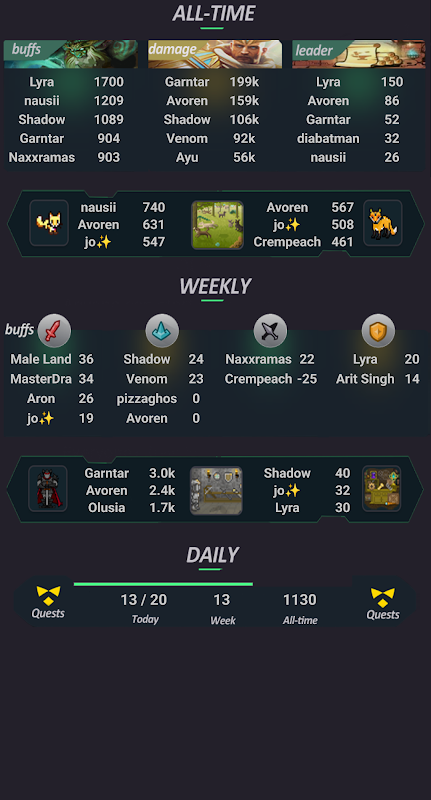 ALL-TIME
buffs damage leader
Lyra 1700 Garntar 199k Lyra 150
nausii 1209 Avoren 159k Avoren 86
Shadow 1089 Shadow 106k Garntar 52
Garntar 904 Venom 92k diabatman 32
Naxxramas 903 Ayu 56k nausii 26
nausii 740 Avoren 567
Avoren 631 jo✨ 508
jo✨ 547 Crempeach 461
WEEKLY
buffs
Male Land 36 Shadow 24 Naxxramas 22 Lyra 20
MasterDra 34 Venom 23 Crempeach -25 Arit Singh 14
Aron 26 pizzaghos 0
jo✨ 19 Avoren 0
Garntar 3.0k Shadow 40
Avoren 2.4k jo✨ 32
Olusia 1.7k Lyra 30
DAILY
13 / 20 13 1130
Quests Today Week All-time Quests